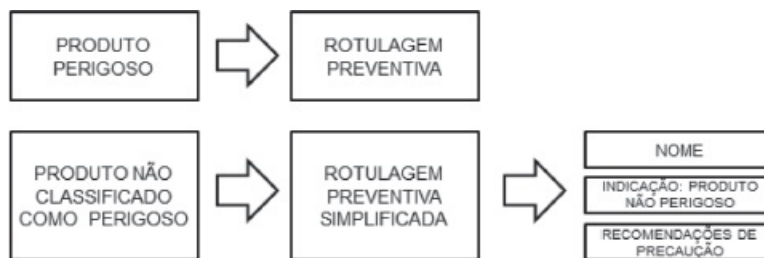 PRODUTO
PERIGOSO
ROTULAGEM
PREVENTIVA
PRODUTO NÃO
CLASSIFICADO
COMO PERIGOSO
ROTULAGEM
PREVENTIVA
SIMPLIFICADA
NOME
INDICAÇÃO: PRODUTO
NÃO PERIGOSO
RECOMENDAÇÕES DE
PRECAUÇÃO